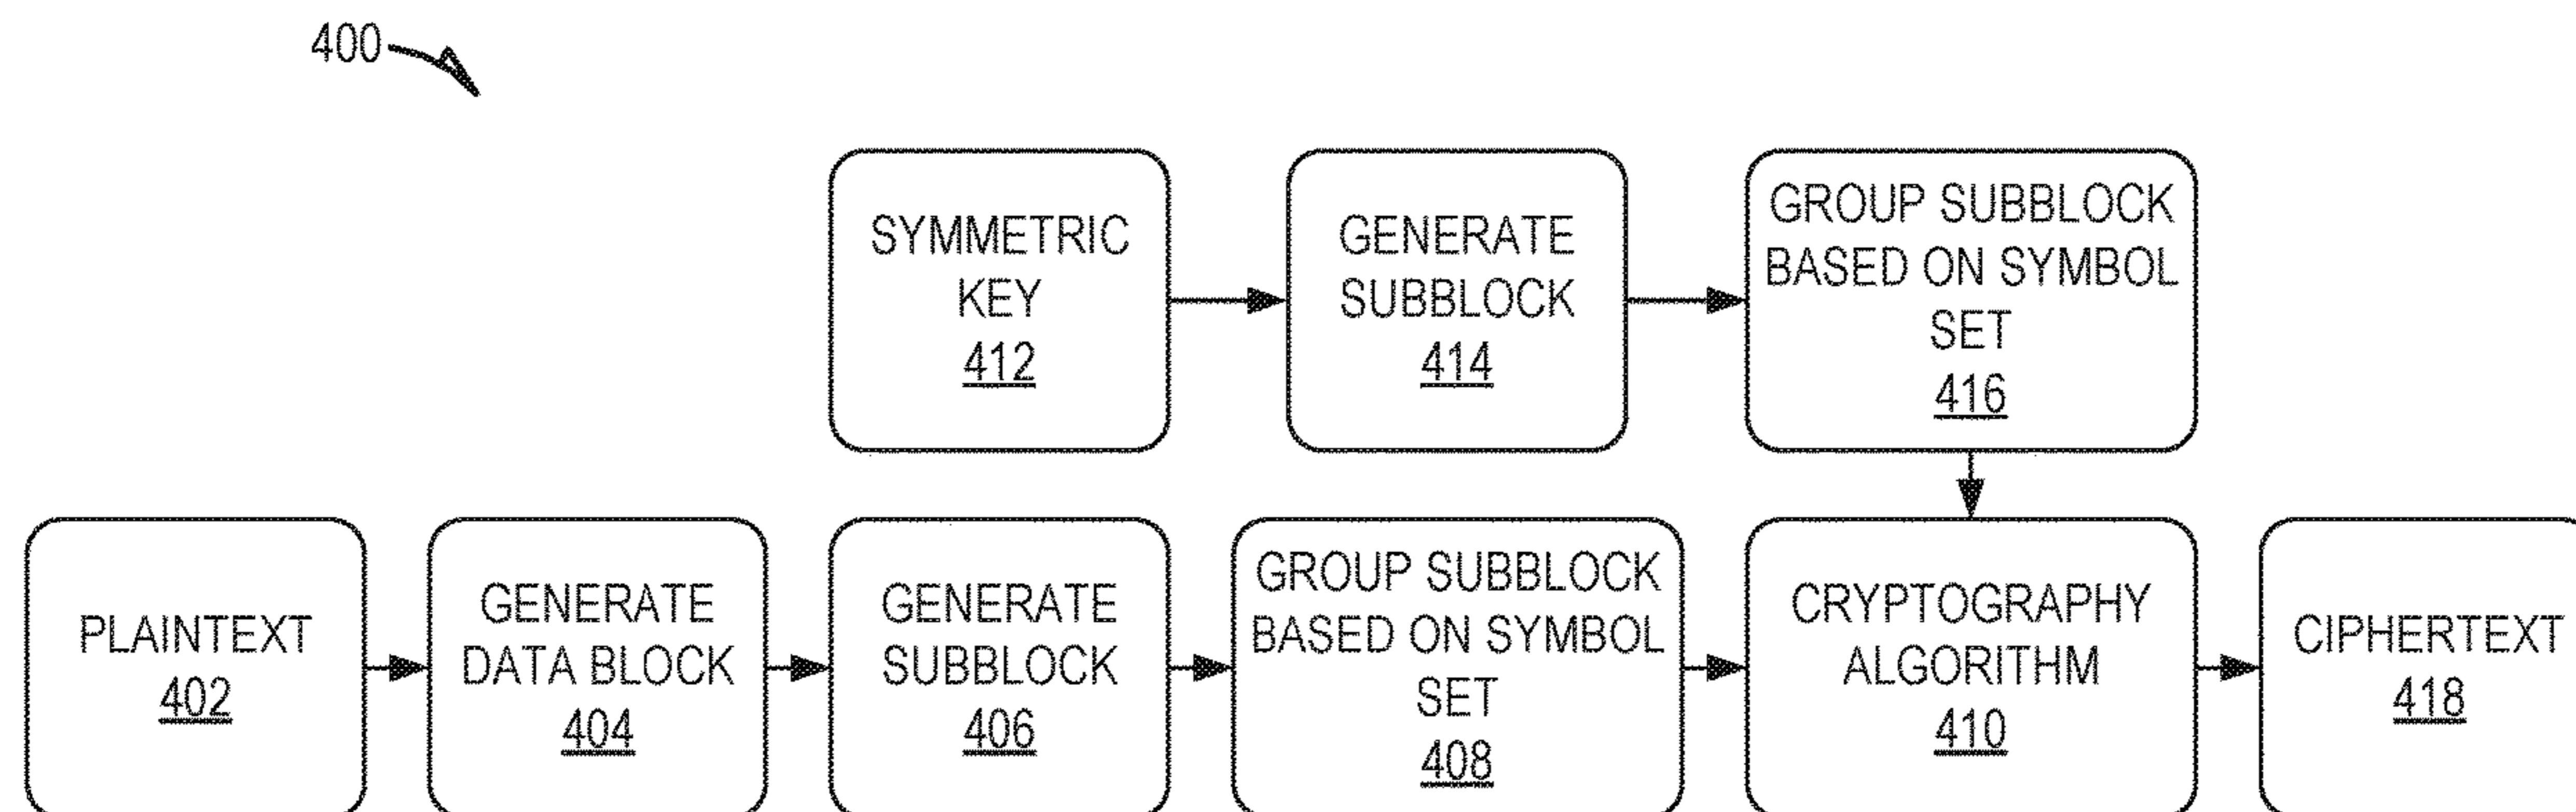 400
SYMMETRIC
KEY
412
GENERATE
SUBBLOCK
414
GROUP SUBBLOCK
BASED ON SYMBOL
SET
416
PLAINTEXT
402
GENERATE
DATA BLOCK
404
GENERATE
SUBBLOCK
406
GROUP SUBBLOCK
BASED ON SYMBOL
SET
408
CRYPTOGRAPHY
ALGORITHM
410
CIPHERTEXT
418